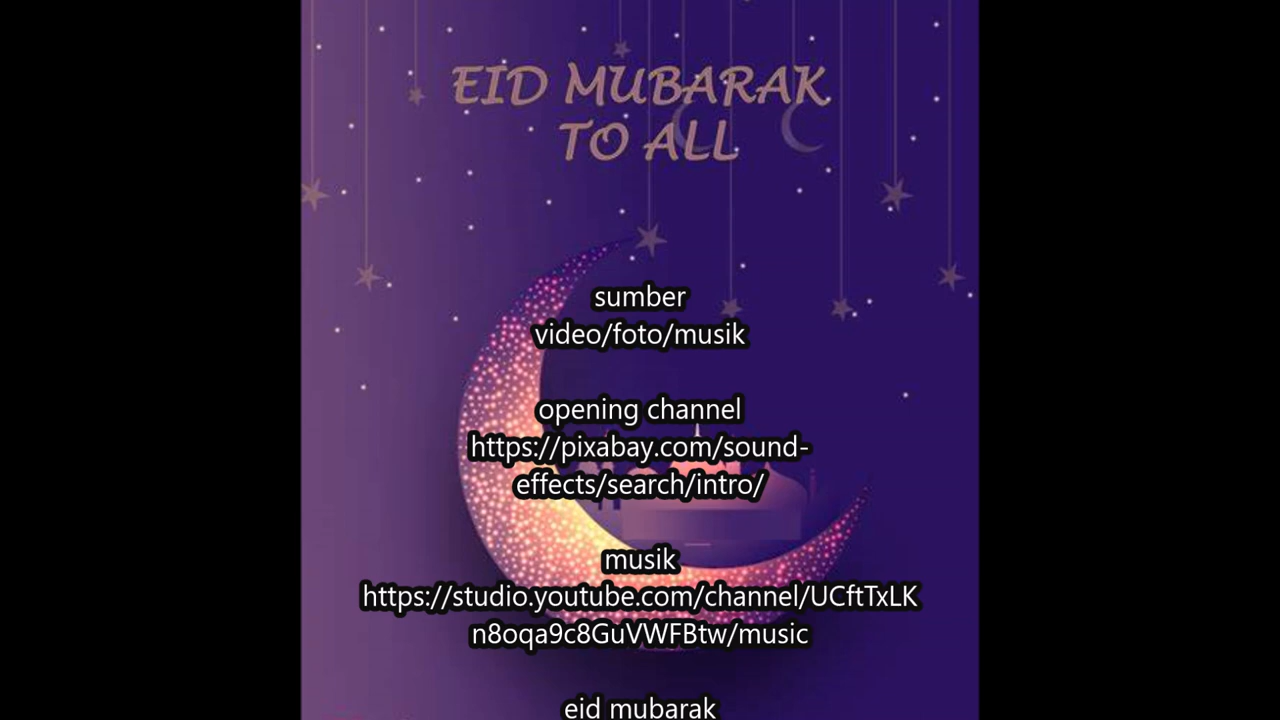 EID MUBARAK
TO ALL
sumber
video/foto/musik
opening channel
https://pixabay.com/sound-
effects/search/intro/
musik
https://studio.youtube.com/channel/UCftTxLK
n8oqa9c8GuVWFBtw/music
eid mubarak